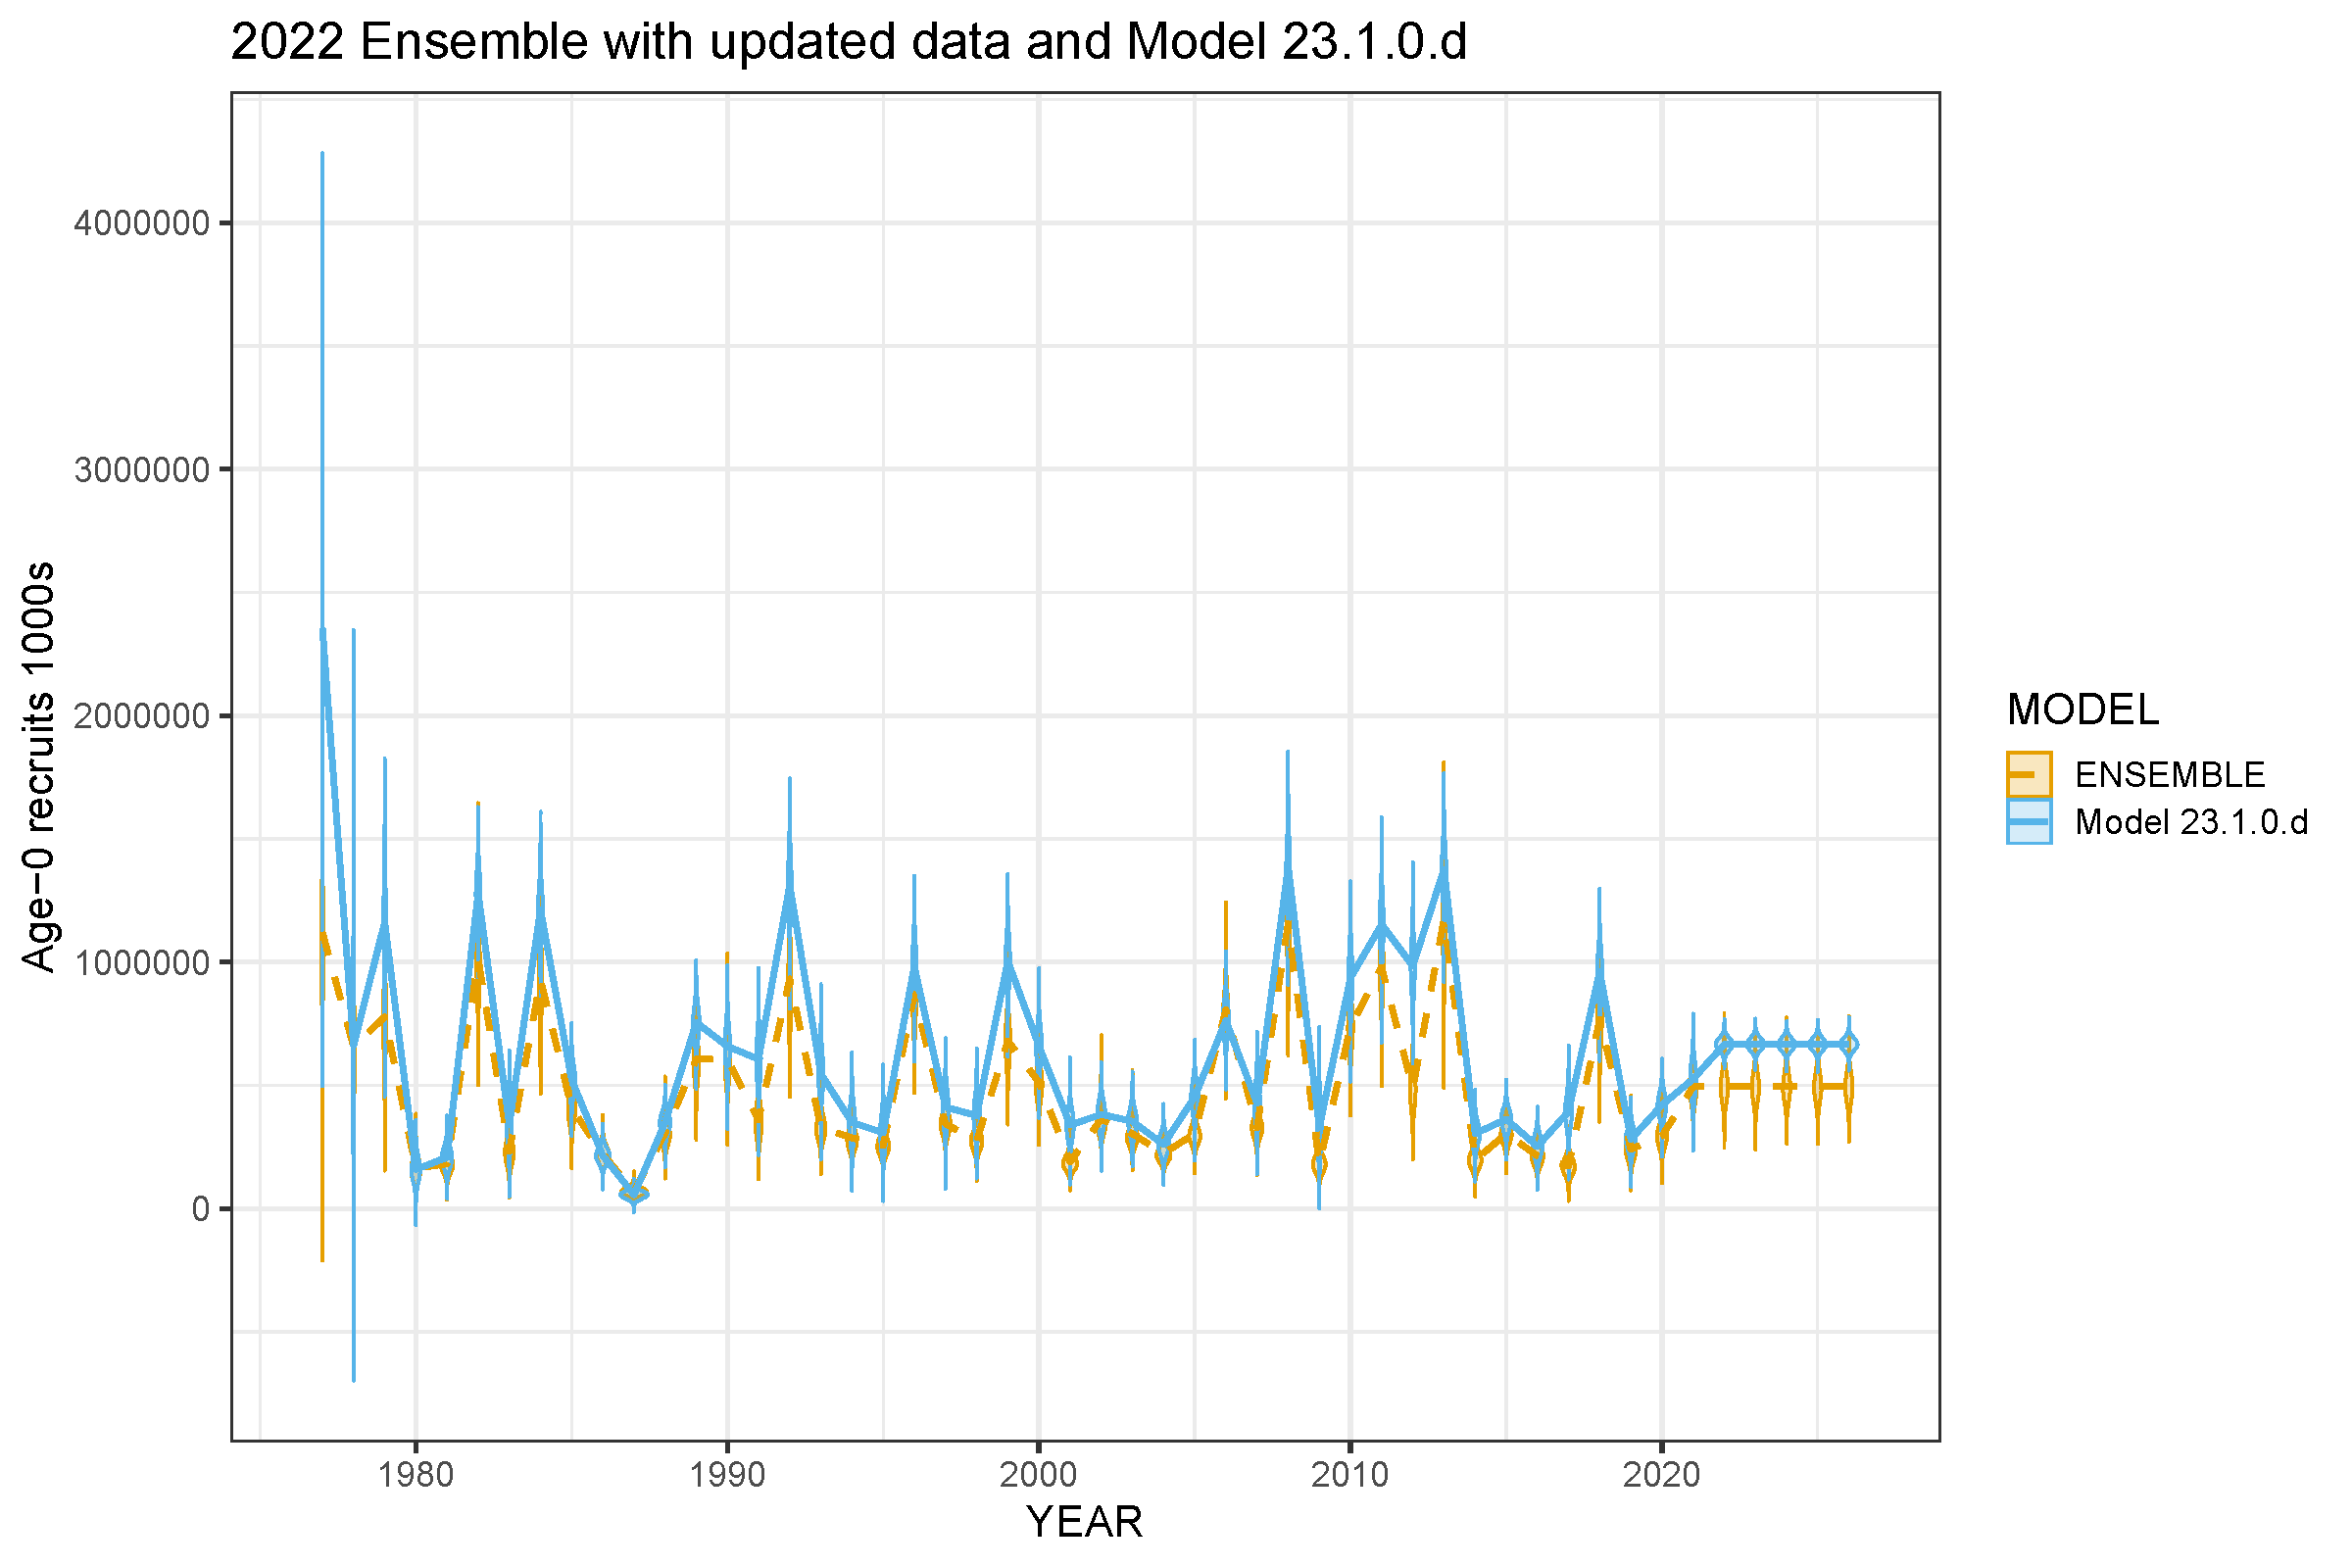 2022 Ensemble with updated data and Model 23.1.0.d
Age-0 recruits 1000s
4000000
3000000
2000000
1000000
0
1980 1990 2000 2010 2020
YEAR
MODEL
ENSEMBLE
Model 23.1.0.d